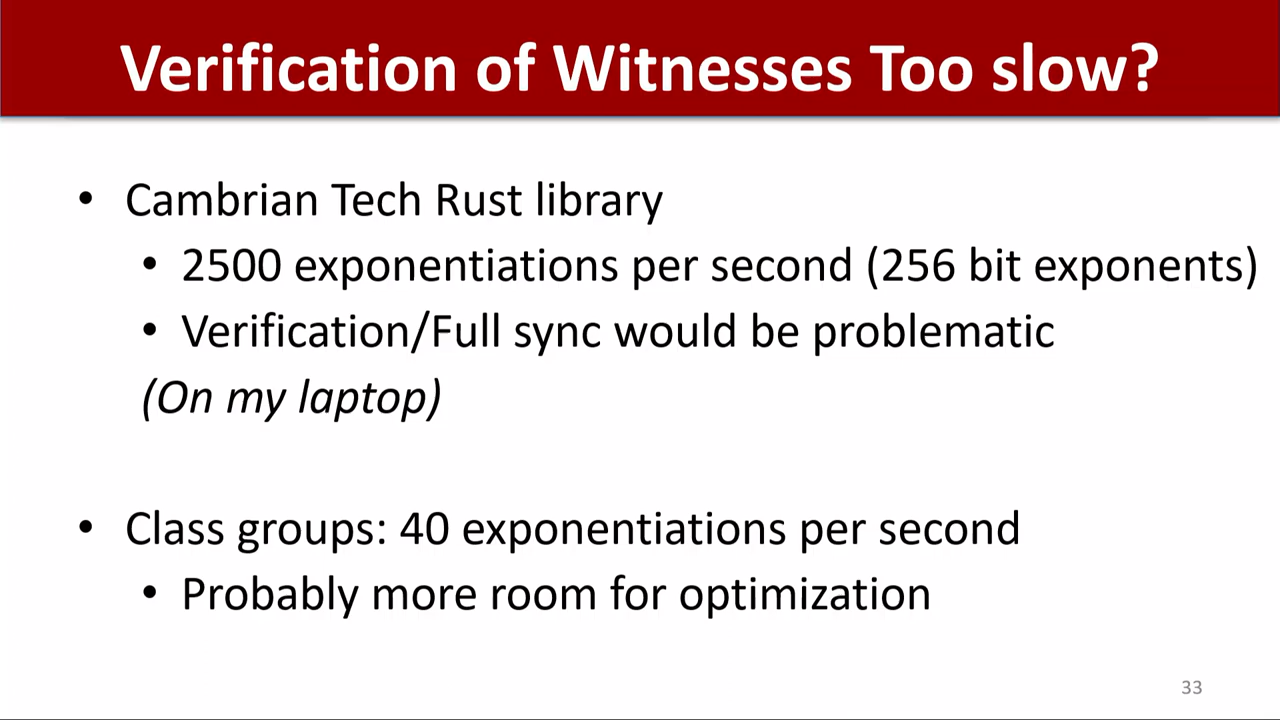 Verification of Witnesses Too slow?
• Cambrian Tech Rust library
• 2500 exponentiations per second (256 bit exponents)
• Verification/Full sync would be problematic
(On my laptop)
• Class groups: 40 exponentiations per second
• Probably more room for optimization
33